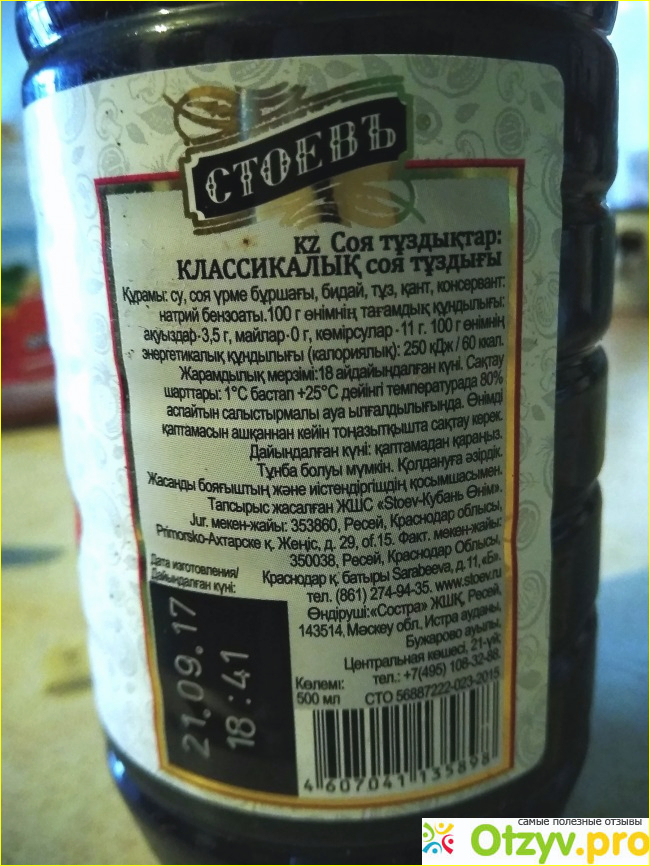 СТОЕВЪ
KZ Соя тұздықтар:
КЛАССИКАЛЫҚ соя тұздығы
Құрамы: су, соя үрме бұршағы, бидай, тұз, қант, консервант:
натрий бензоаты. 100 г өнімнің тағамдық құндылығы:
ақуыздар-3,5 г, майлар-0 г, көмірсулар -11 г. 100 г өнімнің
энергетикалық құндылығы (калориялық): 250 кДж / 60 ккал.
Жарамдылық мерзімі: 18 айдайындалған күні. Сақтау
шарттары: 1°С бастап +25°С дейінгі температурада 80%
аспайтын салыстырмалы ауа ылғалдылығында. Өнімді
қаптамасын ашқаннан кейін тоңазытқышта сақтау керек.
Дайындалған күні: қаптамадан қараңыз.
Тұнба болуы мүмкін. Қолдануға әзірдік.
Жасанды бояғыштың және иістендіргішдің қосымшасымен.
Тапсырыс жасалған ЖШС «Stoev-Кубань Өнім».
Jur. мекен-жайы: 353860, Ресей, Краснодар облысы,
Primorsko-Ахтарске қ. Жеңіс, д. 29, of.15. Факт. мекен-жайы:
350038, Ресей, Краснодар Облысы,
Краснодар қ. батыры Sarabeeva, д.11,«Б».
тел. (861) 274-94-35. www.stoev.ru
Өндіруші:«Состра» ЖШҚ, Ресей,
143514, Мәскеу обл. Истра ауданы,
Бужарово ауылы,
Центральная көшесі, 21-үй.
тел.: +7(495) 108-32-88.
СТО 56887222-023-2015
Дата изготовления/
Дайындалған күні:
21.09.17
18:41
Көлемі:
500 мл
4 607041 135898
самые полезные отзывы
Otzyv.pro